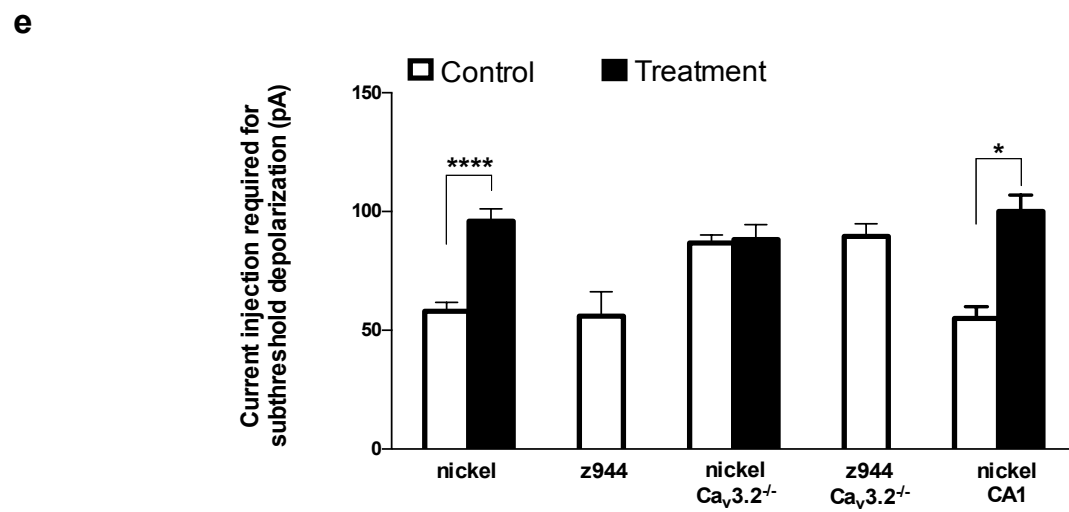 e
Control
Treatment
Current injection required for
subthreshold depolarization (pA)
150
100
50
0
****
*
nickel
z944
nickel
Caᵥ3.2⁻/⁻
z944
Caᵥ3.2⁻/⁻
nickel
CA1